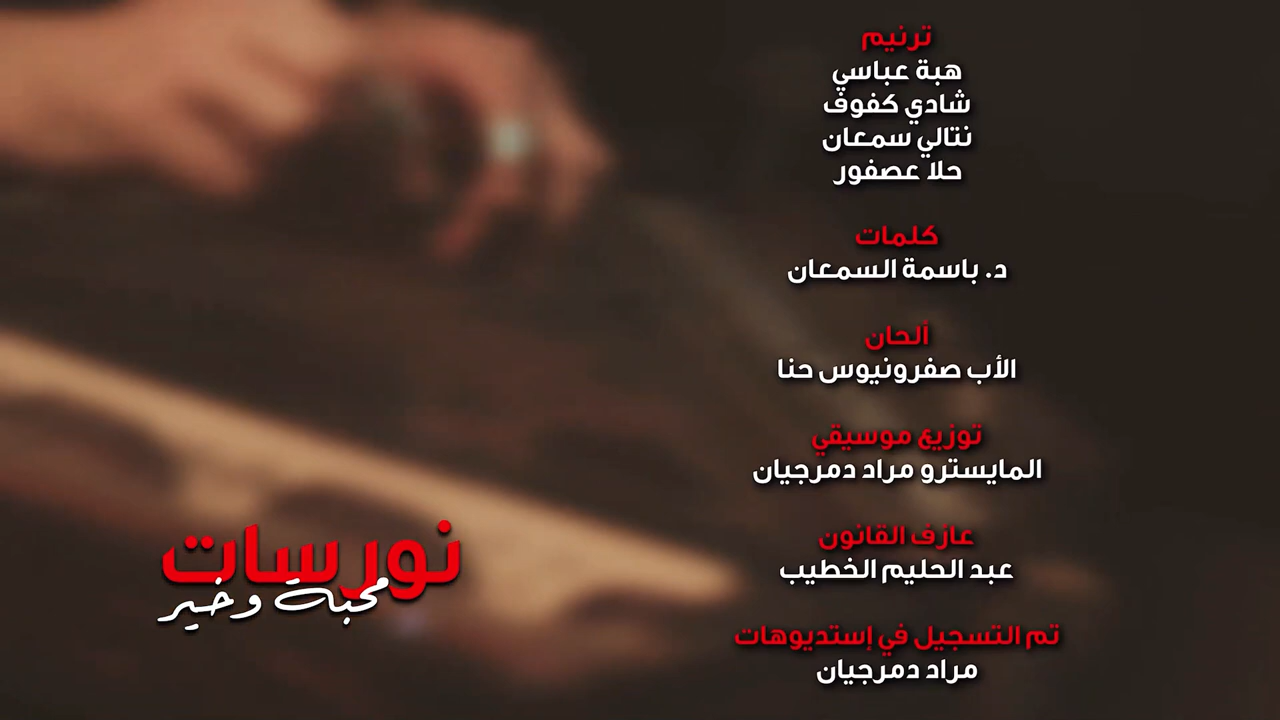 ترنيم
هبة عباسي
شادي كفوف
نتالي سمعان
حلا عصفور
كلمات
د. باسمة السمعان
ألحان
الأب صفرونيوس حنا
توزيع موسيقي
المايسترو مراد دمرجيان
عازف القانون
عبد الحليم الخطيب
تم التسجيل في إستديوهات
مراد دمرجيان
نورسات
محبة وخير